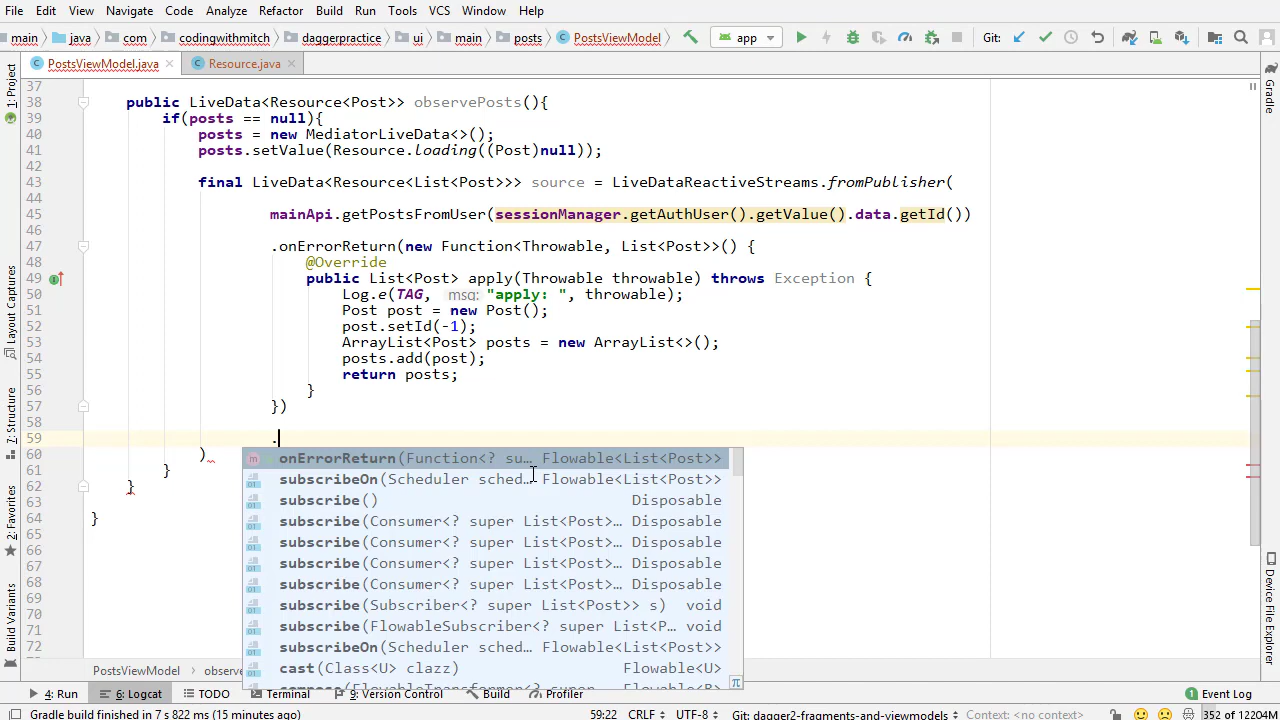 File Edit View Navigate Code Analyze Refactor Build Run Tools VCS Window Help
main java com codingwithmitch daggerpractice ui main posts PostsViewModel app Git:
PostsViewModel.java Resource.java
37
38 public LiveData<Resource<Post>> observePosts(){
39 if(posts == null){
40 posts = new MediatorLiveData<>();
41 posts.setValue(Resource.loading((Post)null));
42
43 final LiveData<Resource<List<Post>>> source = LiveDataReactiveStreams.fromPublisher(
44
45 mainApi.getPostsFromUser(sessionManager.getAuthUser().getValue().data.getId())
46
47 .onErrorReturn(new Function<Throwable, List<Post>>() {
48 @Override
49 public List<Post> apply(Throwable throwable) throws Exception {
50 Log.e(TAG, msg: "apply: ", throwable);
51 Post post = new Post();
52 post.setId(-1);
53 ArrayList<Post> posts = new ArrayList<>();
54 posts.add(post);
55 return posts;
56 }
57 })
58
59 .
60 )
61 }
62 }
63
64 }
65
66
67
68
69
70
71
72
onErrorReturn(Function<? su… Flowable<List<Post>>
subscribeOn(Scheduler sched… Flowable<List<Post>>
subscribe() Disposable
subscribe(Consumer<? super List<Post>… Disposable
subscribe(Consumer<? super List<Post>… Disposable
subscribe(Consumer<? super List<Post>… Disposable
subscribe(Consumer<? super List<Post>… Disposable
subscribe(Subscriber<? super List<Post>> s) void
subscribe(FlowableSubscriber<? super List<P… void
subscribeOn(Scheduler sched… Flowable<List<Post>>
cast(Class<U> clazz) Flowable<U>
1: Project
Layout Captures
7: Structure
2: Favorites
Build Variants
Gradle
Device File Explorer
PostsViewModel observe
4: Run 6: Logcat TODO Terminal 9: Version Control Build Profiler 1 Event Log
Gradle build finished in 7 s 822 ms (15 minutes ago) 59:22 CRLF UTF-8 Git: dagger2-fragments-and-viewmodels Context: <no context> 352 of 12204M